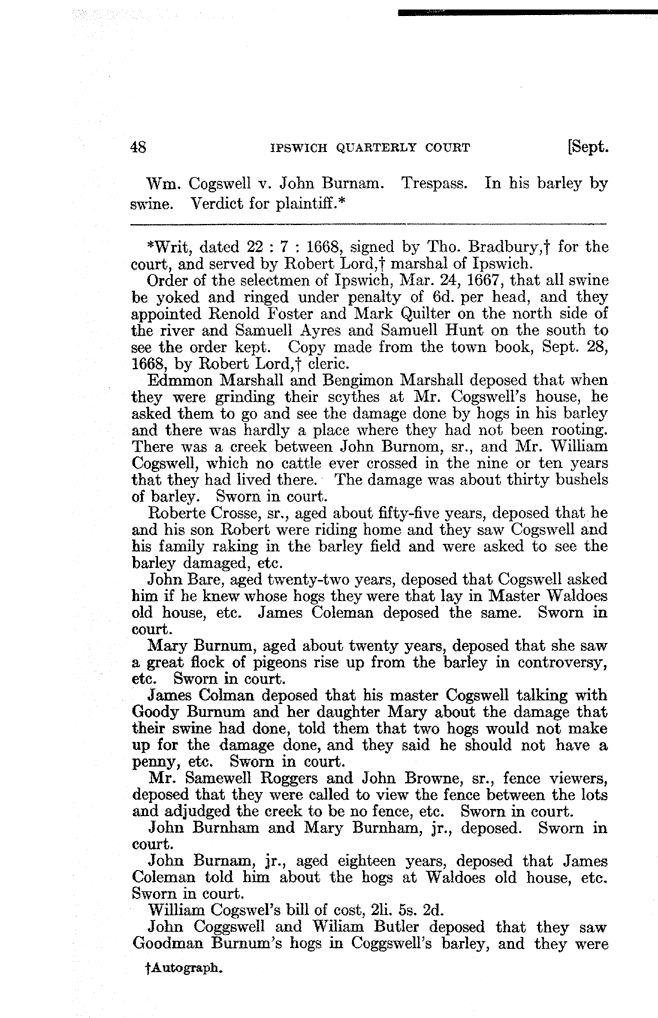 48 IPSWICH QUARTERLY COURT [Sept.
Wm. Cogswell v. John Burnam. Trespass. In his barley by
swine. Verdict for plaintiff.*
*Writ, dated 22 : 7 : 1668, signed by Tho. Bradbury,† for the
court, and served by Robert Lord,† marshal of Ipswich.
Order of the selectmen of Ipswich, Mar. 24, 1667, that all swine
be yoked and ringed under penalty of 6d. per head, and they
appointed Renold Foster and Mark Quilter on the north side of
the river and Samuell Ayres and Samuell Hunt on the south to
see the order kept. Copy made from the town book, Sept. 28,
1668, by Robert Lord,† cleric.
Edmmon Marshall and Bengimon Marshall deposed that when
they were grinding their scythes at Mr. Cogswell's house, he
asked them to go and see the damage done by hogs in his barley
and there was hardly a place where they had not been rooting.
There was a creek between John Burnom, sr., and Mr. William
Cogswell, which no cattle ever crossed in the nine or ten years
that they had lived there. The damage was about thirty bushels
of barley. Sworn in court.
Roberte Crosse, sr., aged about fifty-five years, deposed that he
and his son Robert were riding home and they saw Cogswell and
his family raking in the barley field and were asked to see the
barley damaged, etc.
John Bare, aged twenty-two years, deposed that Cogswell asked
him if he knew whose hogs they were that lay in Master Waldoes
old house, etc. James Coleman deposed the same. Sworn in
court.
Mary Burnum, aged about twenty years, deposed that she saw
a great flock of pigeons rise up from the barley in controversy,
etc. Sworn in court.
James Colman deposed that his master Cogswell talking with
Goody Burnum and her daughter Mary about the damage that
their swine had done, told them that two hogs would not make
up for the damage done, and they said he should not have a
penny, etc. Sworn in court.
Mr. Samewell Roggers and John Browne, sr., fence viewers,
deposed that they were called to view the fence between the lots
and adjudged the creek to be no fence, etc. Sworn in court.
John Burnham and Mary Burnham, jr., deposed. Sworn in
court.
John Burnam, jr., aged eighteen years, deposed that James
Coleman told him about the hogs at Waldoes old house, etc.
Sworn in court.
William Cogswel's bill of cost, 2li. 5s. 2d.
John Coggswell and Wiliam Butler deposed that they saw
Goodman Burnum's hogs in Coggswell's barley, and they were
†Autograph.